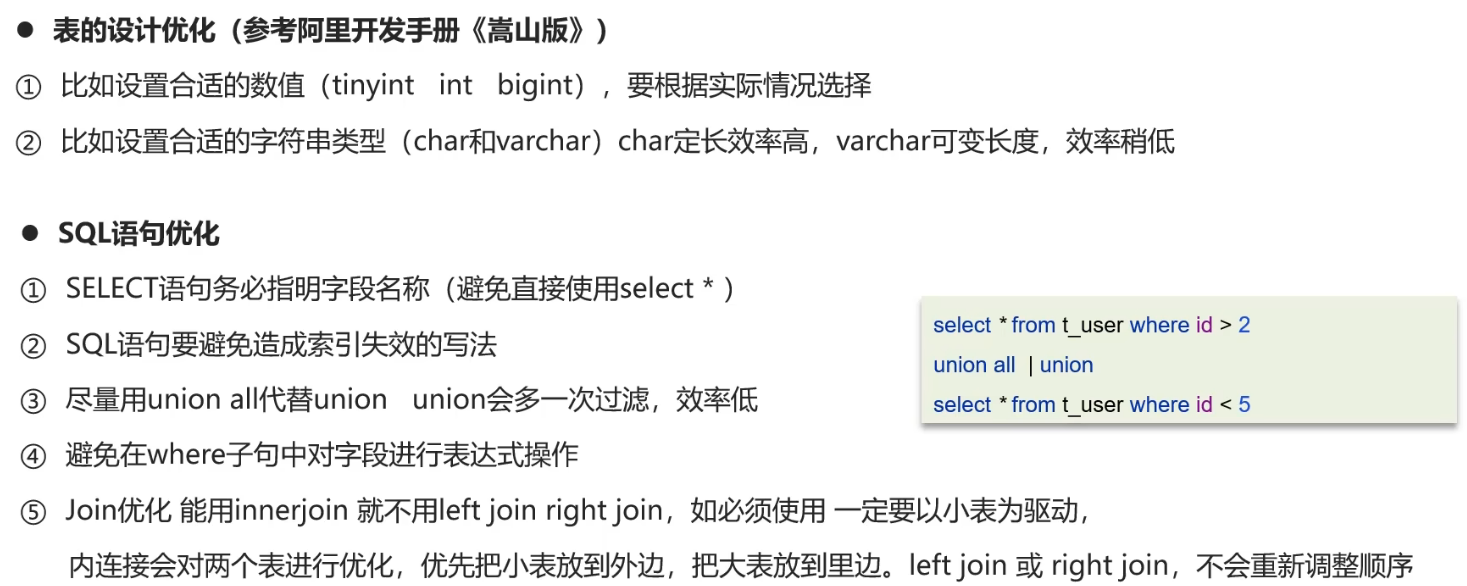 ● 表的设计优化（参考阿里开发手册《嵩山版》）
① 比如设置合适的数值（tinyint int bigint），要根据实际情况选择
② 比如设置合适的字符串类型（char和varchar）char定长效率高，varchar可变长度，效率稍低
● SQL语句优化
① SELECT语句务必指明字段名称（避免直接使用select * ）
② SQL语句要避免造成索引失效的写法
③ 尽量用union all代替union union会多一次过滤，效率低
④ 避免在where子句中对字段进行表达式操作
⑤ Join优化 能用innerjoin 就不用left join right join，如必须使用 一定要以小表为驱动，
内连接会对两个表进行优化，优先把小表放到外边，把大表放到里边。left join 或 right join，不会重新调整顺序
select * from t_user where id > 2
union all | union
select * from t_user where id < 5